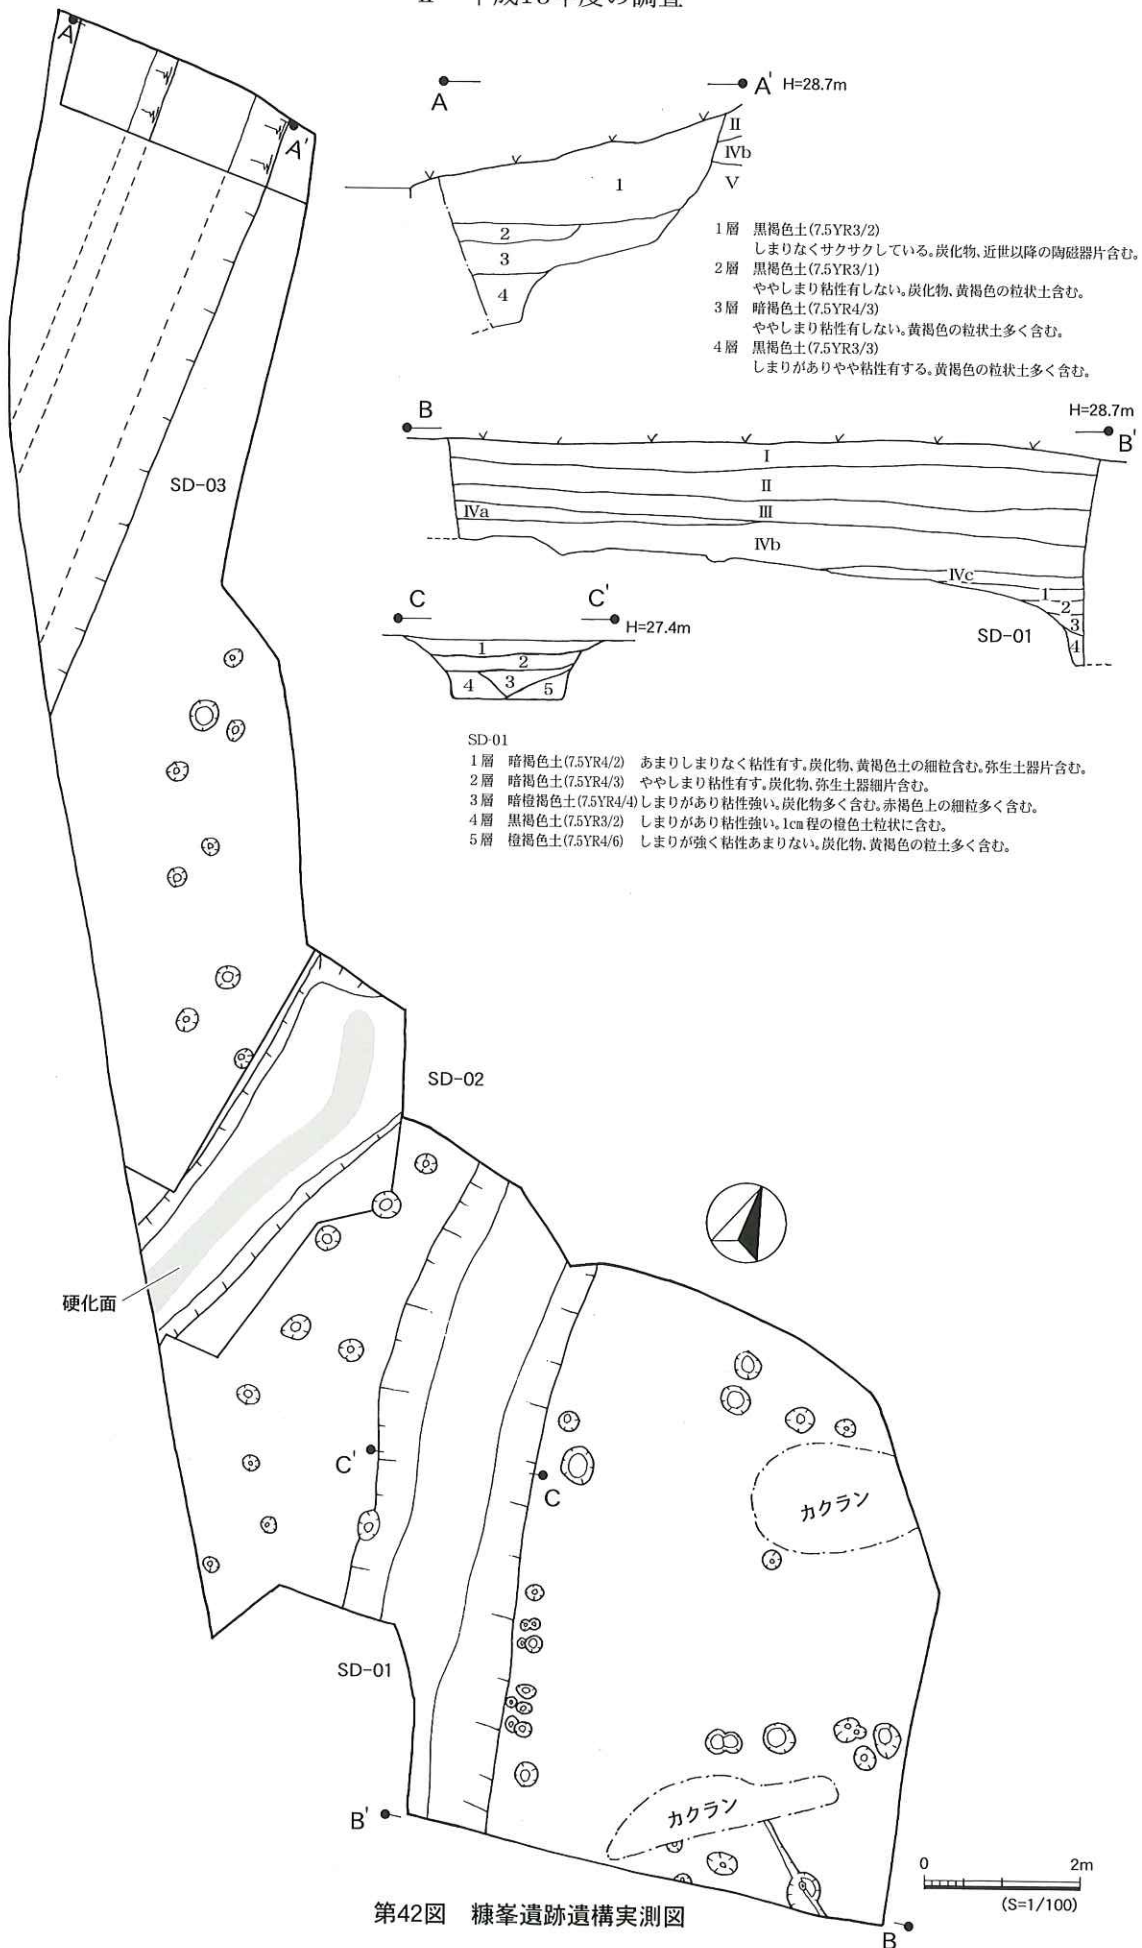 A
A'
A
A' H=28.7m
II
IVb
V
1
2
3
4
1層 黒褐色土(7.5YR3/2)
しまりなくサクサクしている。炭化物、近世以降の陶磁器片含む。
2層 黒褐色土(7.5YR3/1)
ややしまり粘性有しない。炭化物、黄褐色の粒状土含む。
3層 暗褐色土(7.5YR4/3)
ややしまり粘性有しない。黄褐色の粒状土多く含む。
4層 黒褐色土(7.5YR3/3)
しまりがありやや粘性有する。黄褐色の粒状土多く含む。
B
H=28.7m
B'
I
II
III
IVa
IVb
IVc
1
2
3
4
SD-01
SD-03
C
C'
H=27.4m
1
2
4 3 5
SD-01
1層 暗褐色土(7.5YR4/2) あまりしまりなく粘性有す。炭化物、黄褐色土の細粒含む。弥生土器片含む。
2層 暗褐色土(7.5YR4/3) ややしまり粘性有す。炭化物、弥生土器細片含む。
3層 暗橙褐色土(7.5YR4/4) しまりがあり粘性強い。炭化物多く含む。赤褐色上の細粒多く含む。
4層 黒褐色土(7.5YR3/2) しまりがあり粘性強い。1cm程の橙色土粒状に含む。
5層 橙褐色土(7.5YR4/6) しまりが強く粘性あまりない。炭化物、黄褐色の粒土多く含む。
SD-02
硬化面
C'
C
カクラン
SD-01
B'
カクラン
0 2m
(S=1/100)
B
第42図 糠峯遺跡遺構実測図